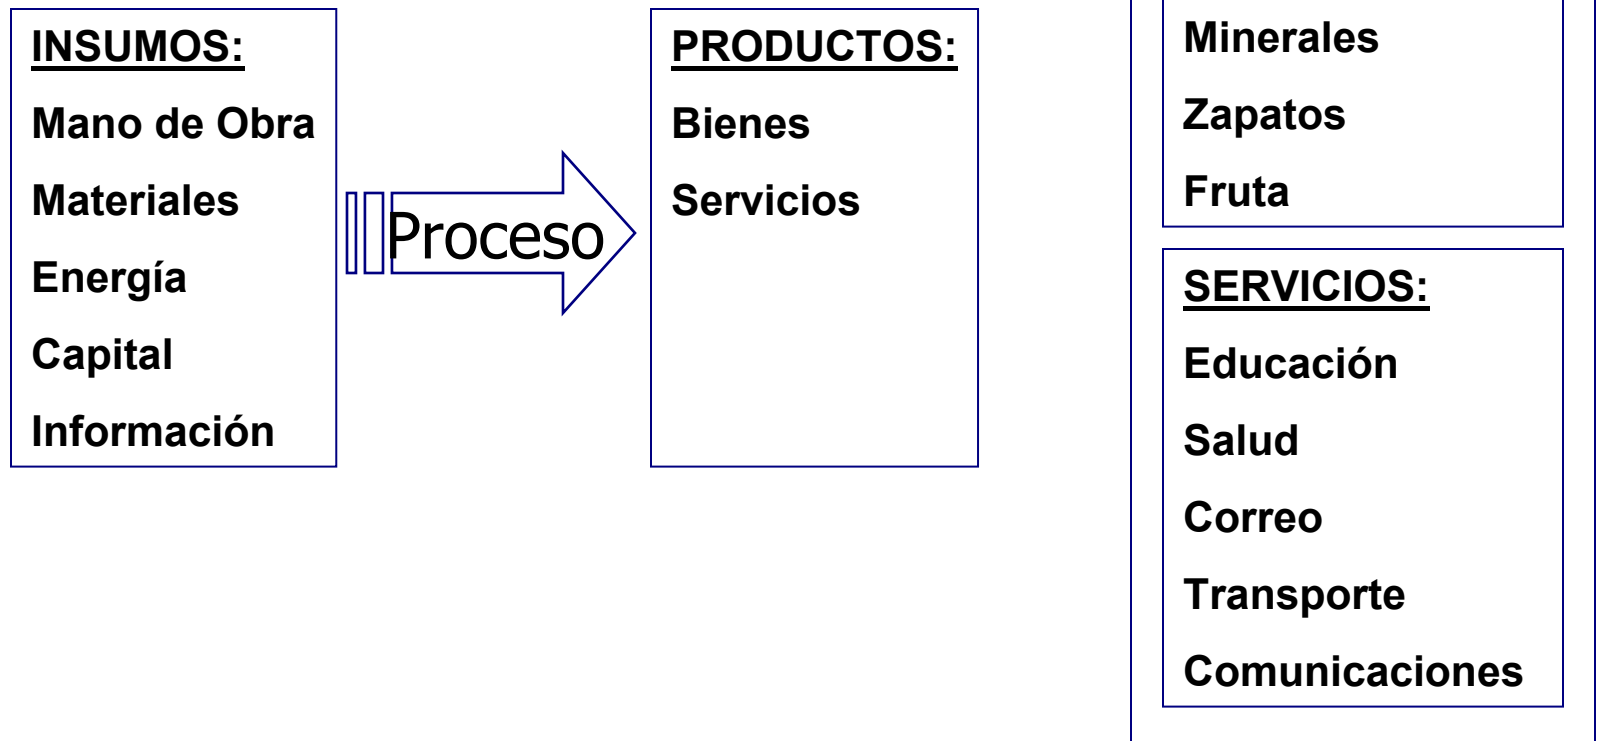 INSUMOS:
Mano de Obra
Materiales
Energía
Capital
Información
Proceso
PRODUCTOS:
Bienes
Servicios
Minerales
Zapatos
Fruta
SERVICIOS:
Educación
Salud
Correo
Transporte
Comunicaciones